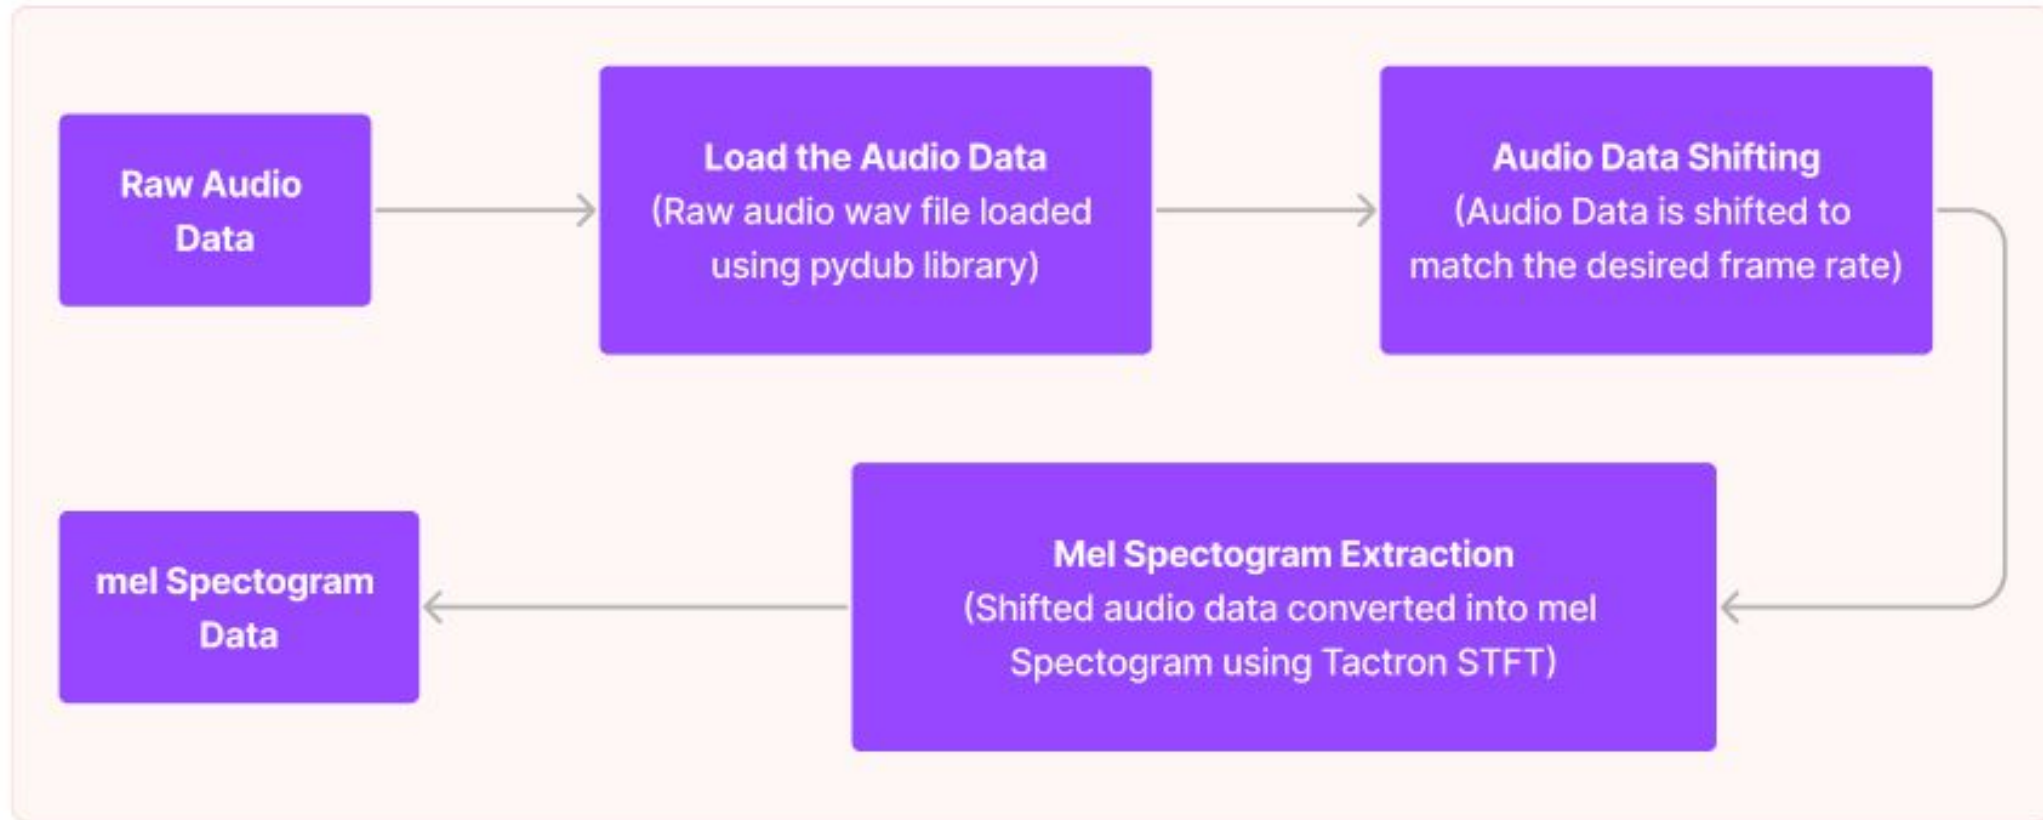 Raw Audio
Data
Load the Audio Data
(Raw audio wav file loaded
using pydub library)
Audio Data Shifting
(Audio Data is shifted to
match the desired frame rate)
Mel Spectogram Extraction
(Shifted audio data converted into mel
Spectogram using Tactron STFT)
mel Spectogram
Data